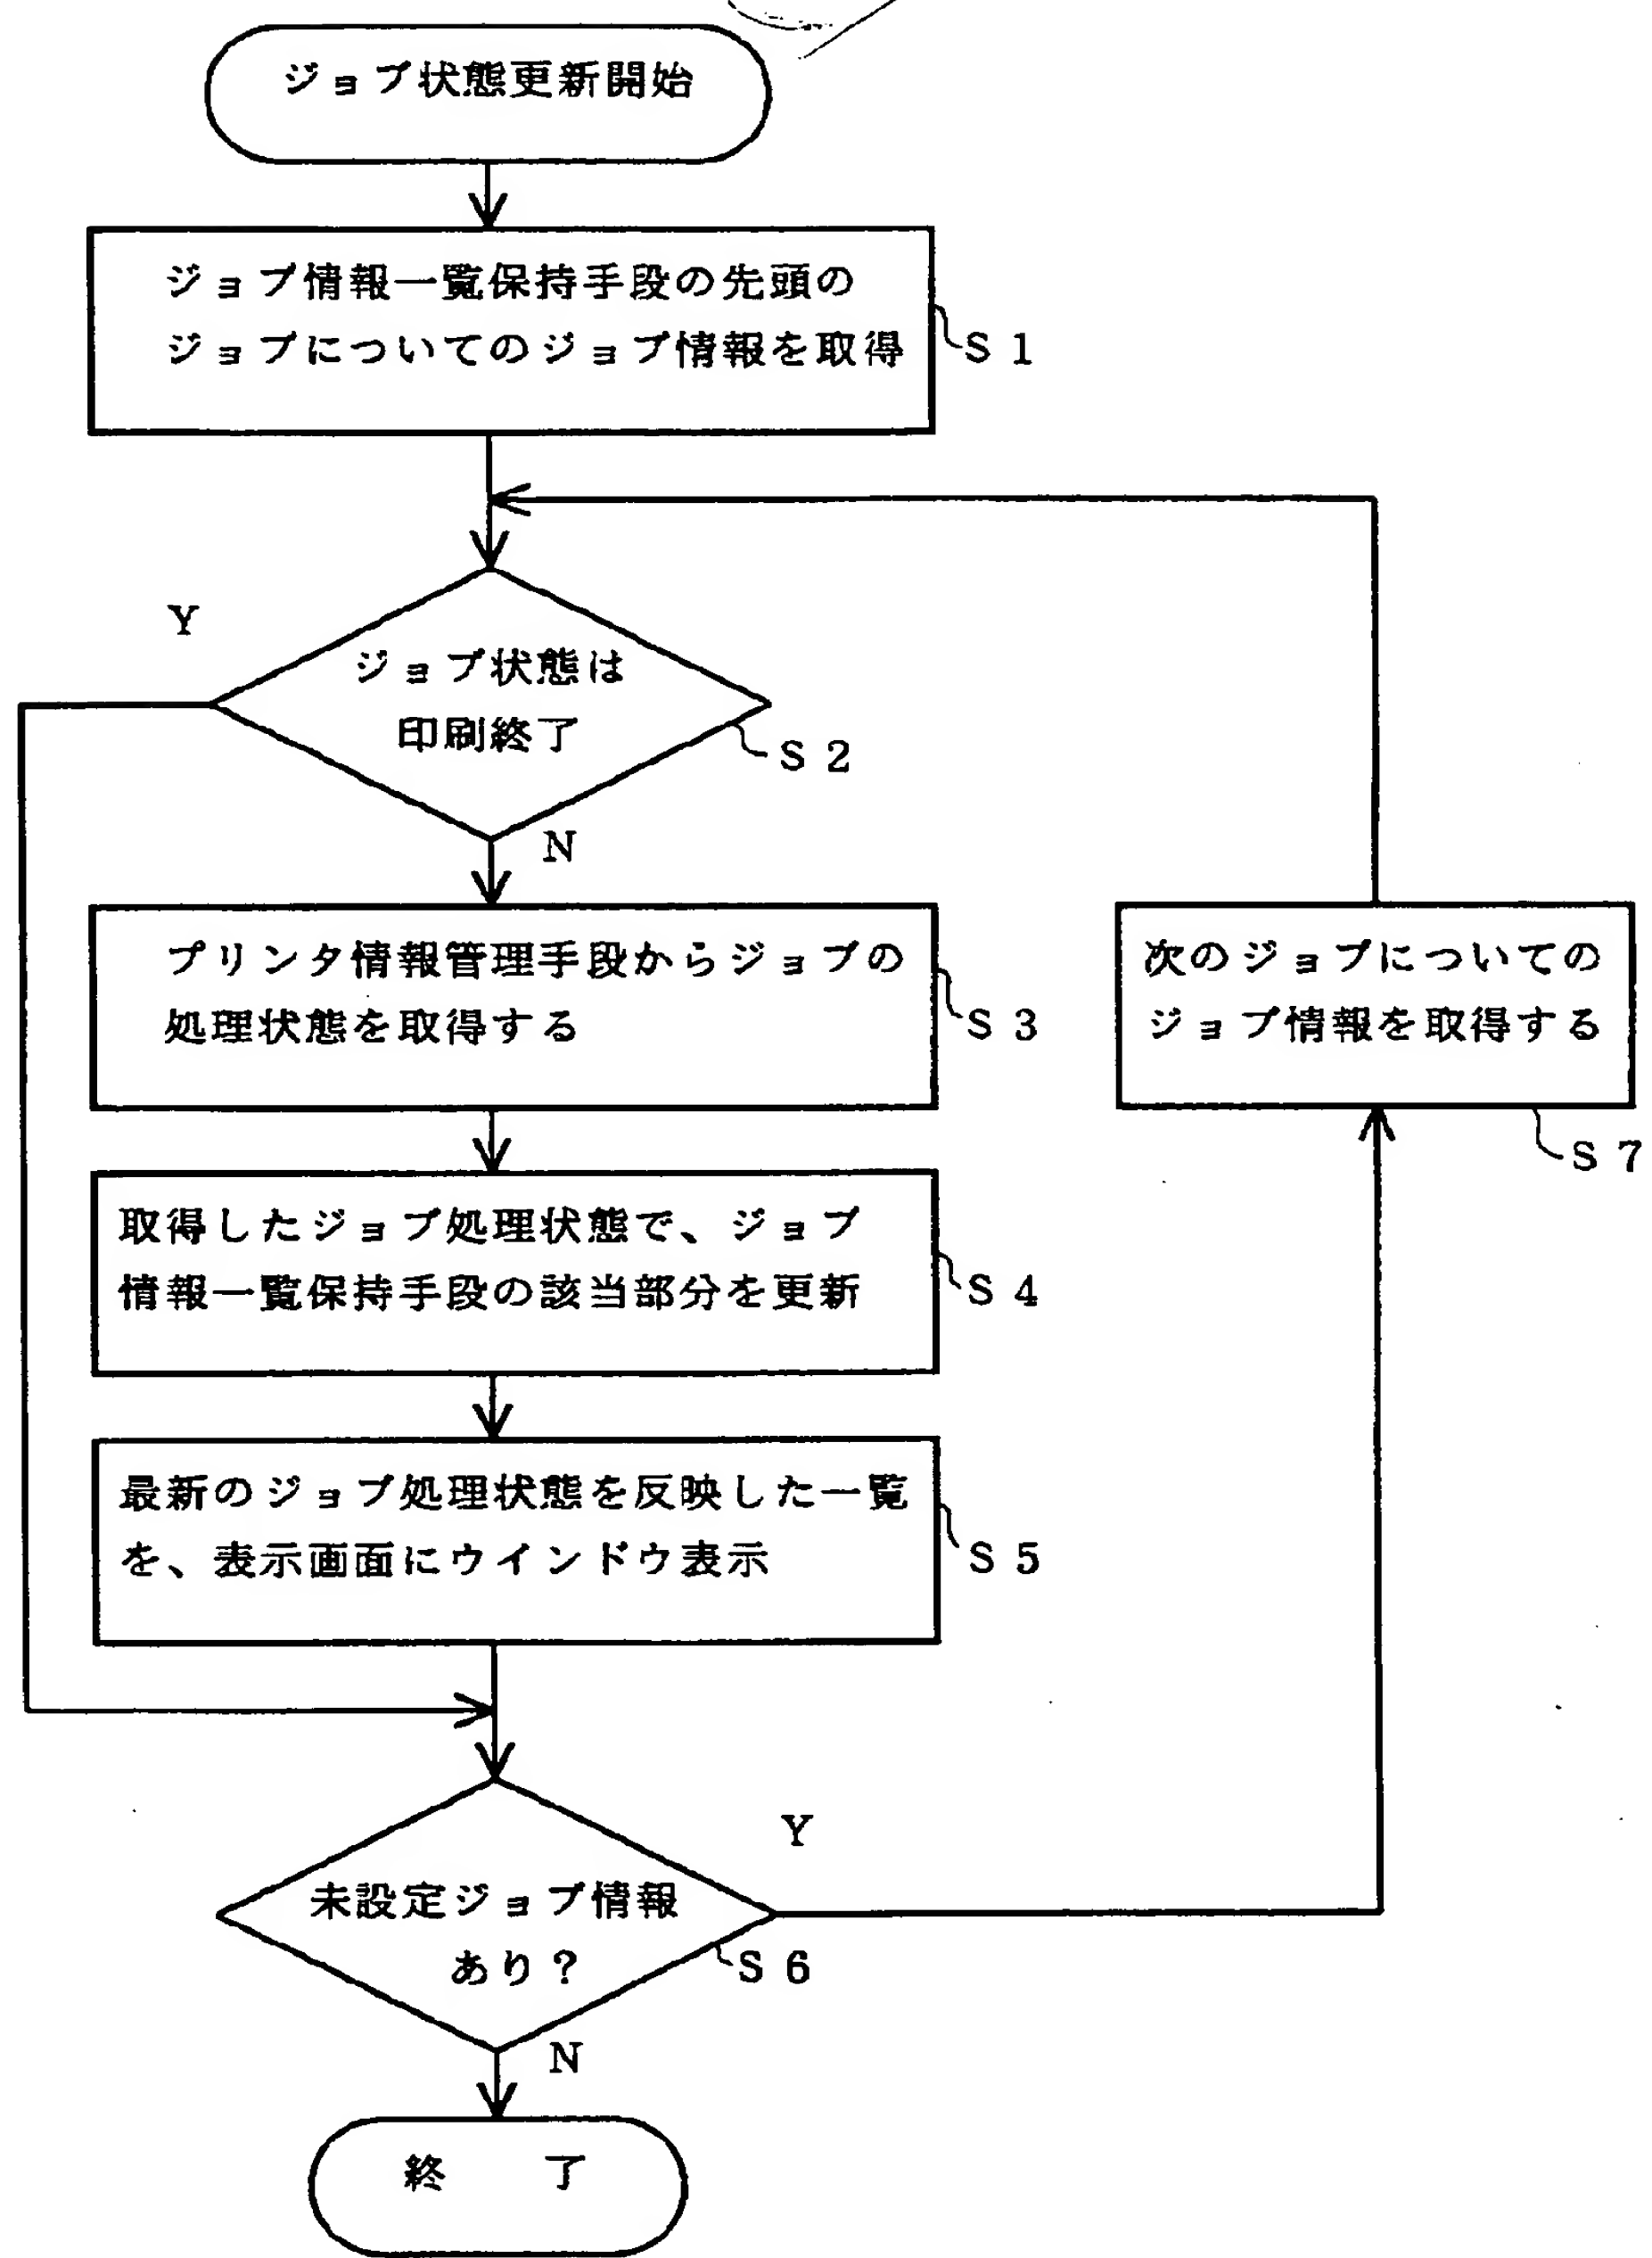 ジョブ状態更新開始
ジョブ情報一覧保持手段の先頭の
ジョブについてのジョブ情報を取得
S1
Y
ジョブ状態は
印刷終了
S2
N
プリンタ情報管理手段からジョブの
処理状態を取得する
S3
次のジョブについての
ジョブ情報を取得する
S7
取得したジョブ処理状態で、ジョブ
情報一覧保持手段の該当部分を更新
S4
最新のジョブ処理状態を反映した一覧
を、表示画面にウインドウ表示
S5
Y
未設定ジョブ情報
あり?
S6
N
終 了